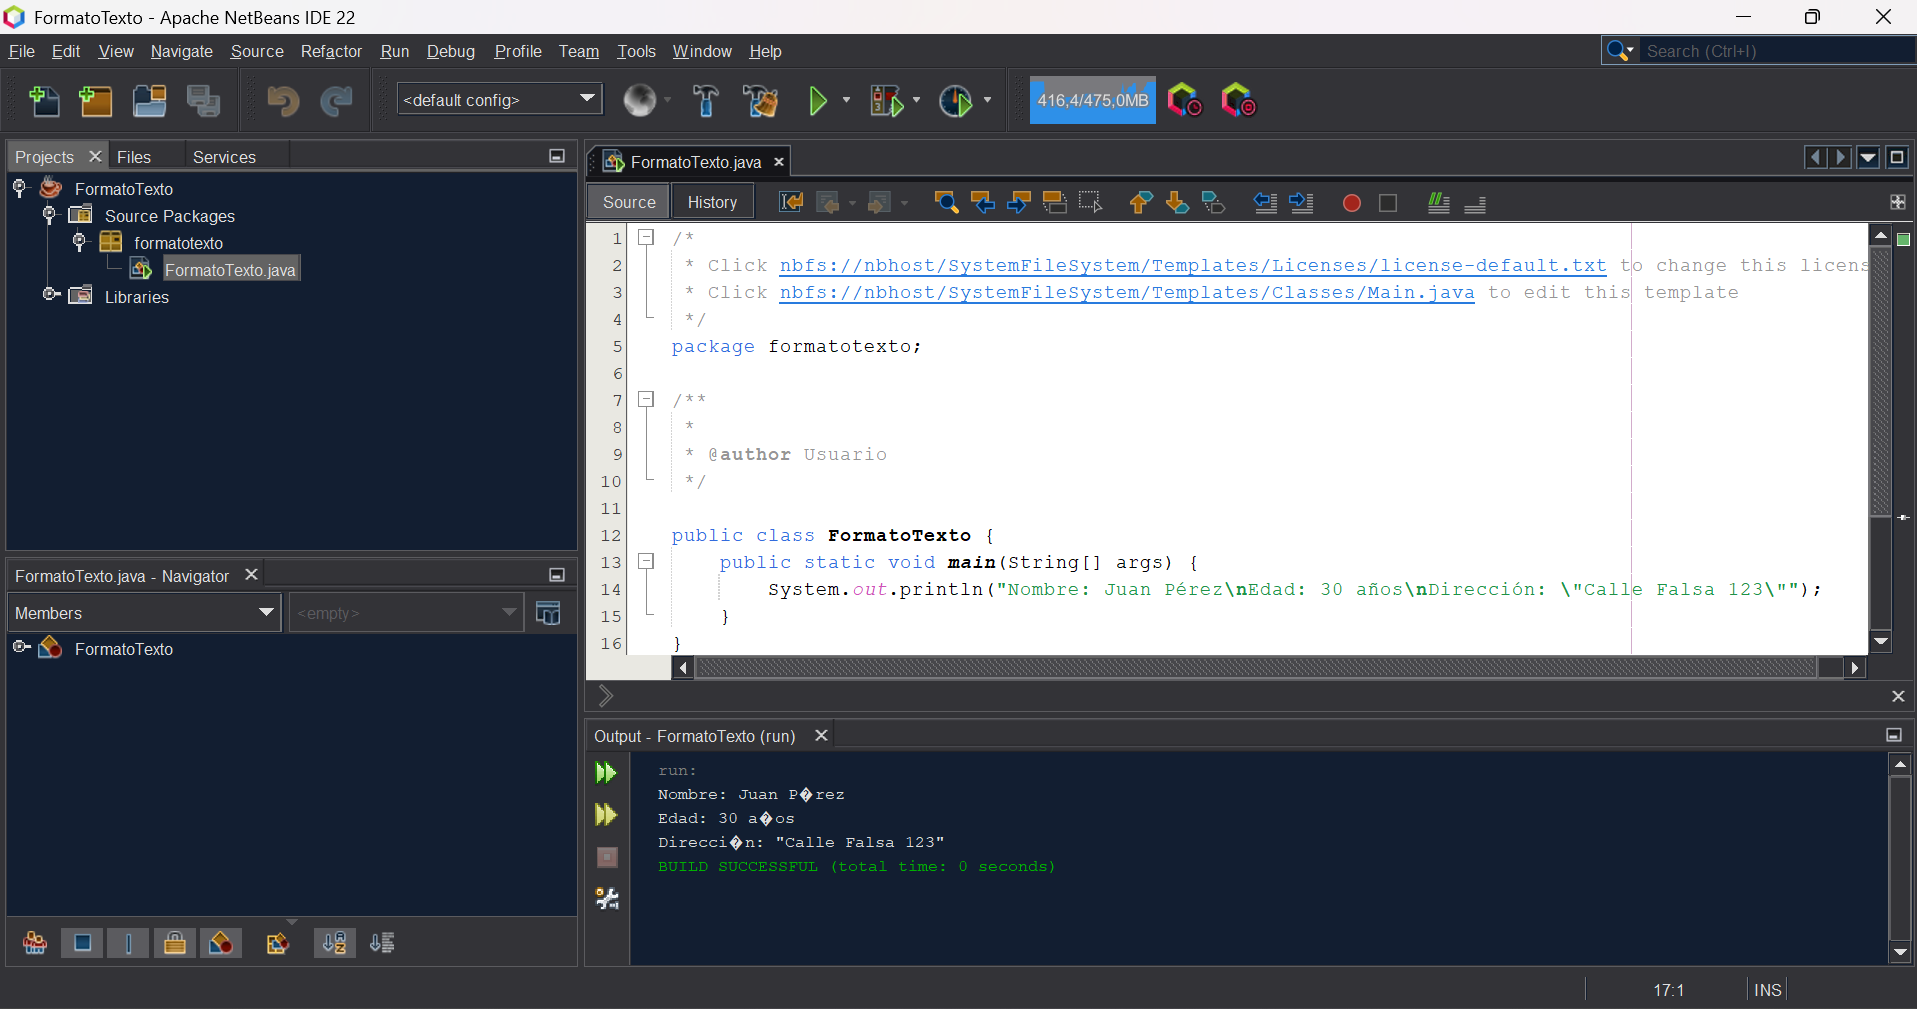 FormatoTexto - Apache NetBeans IDE 22
File Edit View Navigate Source Refactor Run Debug Profile Team Tools Window Help
Search (Ctrl+I)
<default config>
416,4/475,0MB
Projects Files Services
FormatoTexto
Source Packages
formatotexto
FormatoTexto.java
Libraries
FormatoTexto.java - Navigator
Members <empty>
FormatoTexto
FormatoTexto.java
Source History
1 /*
2 * Click nbfs://nbhost/SystemFileSystem/Templates/Licenses/license-default.txt to change this licens
3 * Click nbfs://nbhost/SystemFileSystem/Templates/Classes/Main.java to edit this template
4 */
5 package formatotexto;
6
7 /**
8 *
9 * @author Usuario
10 */
11
12 public class FormatoTexto {
13 public static void main(String[] args) {
14 System.out.println("Nombre: Juan Pérez\nEdad: 30 años\nDirección: \"Calle Falsa 123\"");
15 }
16 }
Output - FormatoTexto (run)
run:
Nombre: Juan P�rez
Edad: 30 a�os
Direcci�n: "Calle Falsa 123"
BUILD SUCCESSFUL (total time: 0 seconds)
17:1 INS